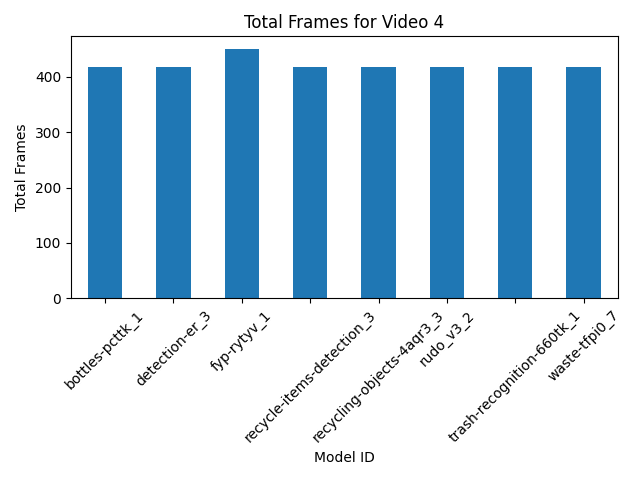 Total Frames for Video 4
Total Frames
400
300
200
100
0
bottles-pcttk_1
detection-er_3
fyp-rytyv_1
recycle-items-detection_3
recycling-objects-4aqr3_3
rudo_v3_2
trash-recognition-660tk_1
waste-tfpi0_7
Model ID